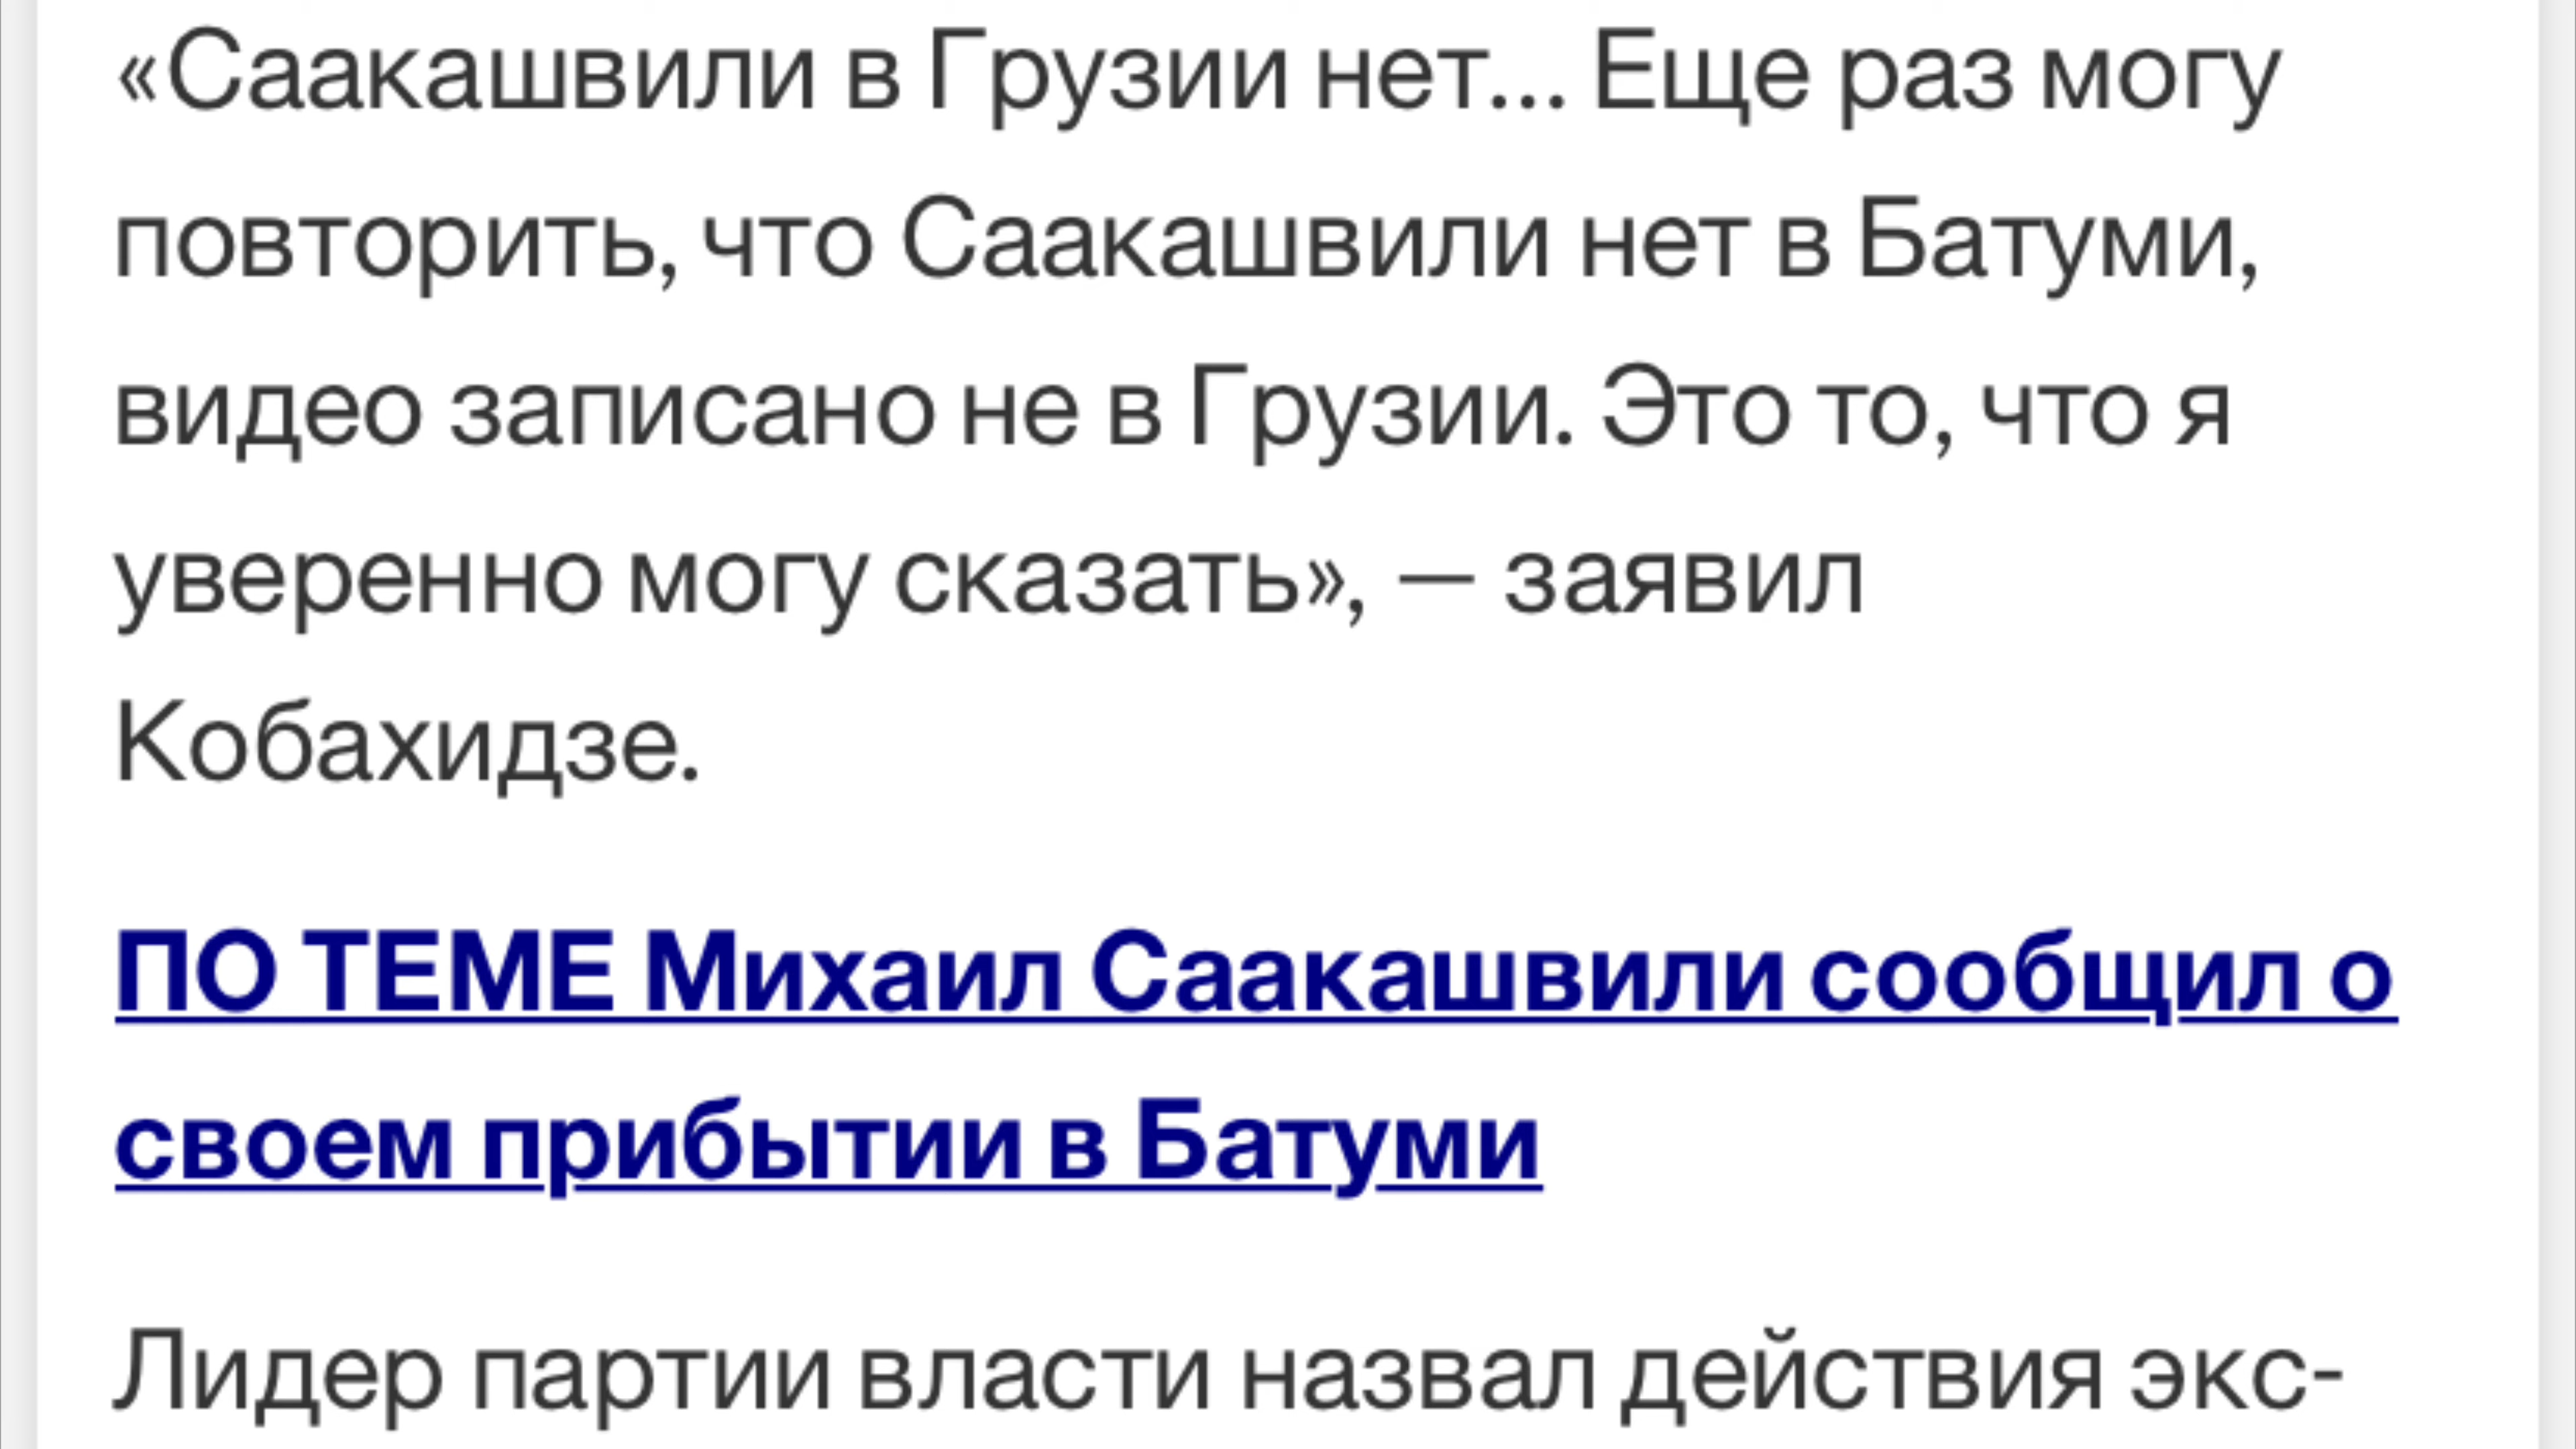 «Саакашвили в Грузии нет... Еще раз могу
повторить, что Саакашвили нет в Батуми,
видео записано не в Грузии. Это то, что я
уверенно могу сказать», — заявил
Кобахидзе.
ПО ТЕМЕ Михаил Саакашвили сообщил о
своем прибытии в Батуми
Лидер партии власти назвал действия экс-